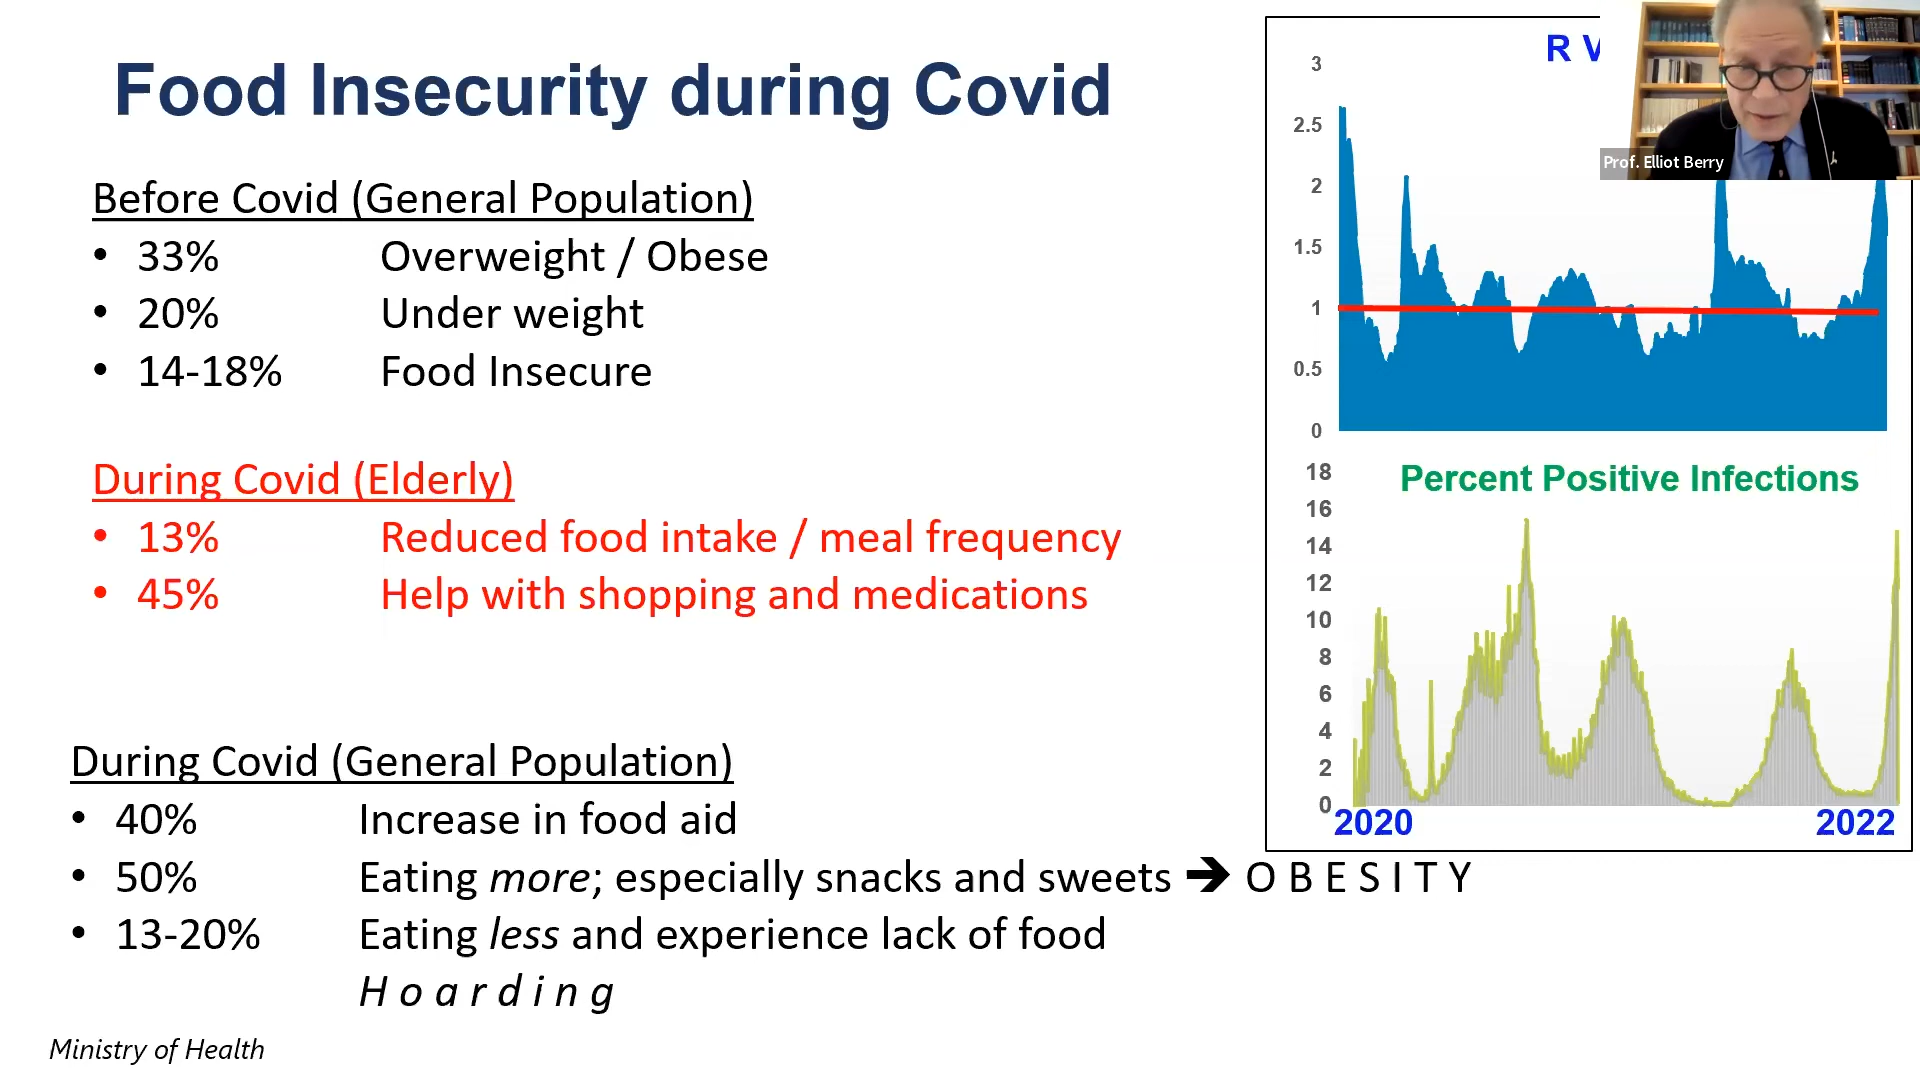 Food Insecurity during Covid
Before Covid (General Population)
• 33% Overweight / Obese
• 20% Under weight
• 14-18% Food Insecure
During Covid (Elderly)
• 13% Reduced food intake / meal frequency
• 45% Help with shopping and medications
During Covid (General Population)
• 40% Increase in food aid
• 50% Eating more; especially snacks and sweets ➔ O B E S I T Y
• 13-20% Eating less and experience lack of food
H o a r d i n g
Ministry of Health
R
3
2.5
2
1.5
1
0.5
0
Prof. Elliot Berry
Percent Positive Infections
18
16
14
12
10
8
6
4
2
0
2020 2022